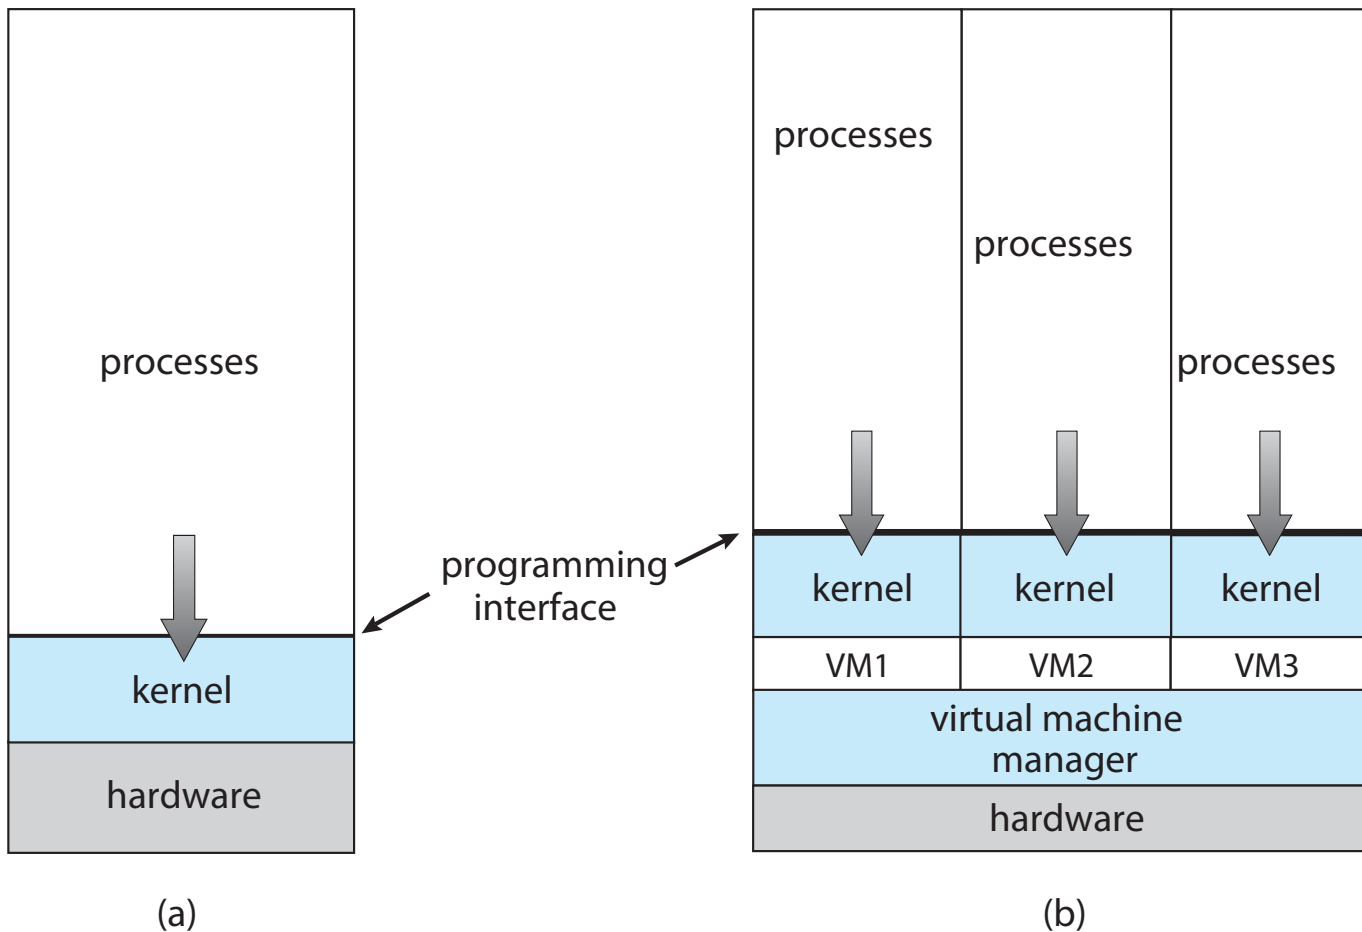 processes
kernel
hardware
(a)
programming
interface
processes
processes
processes
kernel
kernel
kernel
VM1
VM2
VM3
virtual machine
manager
hardware
(b)